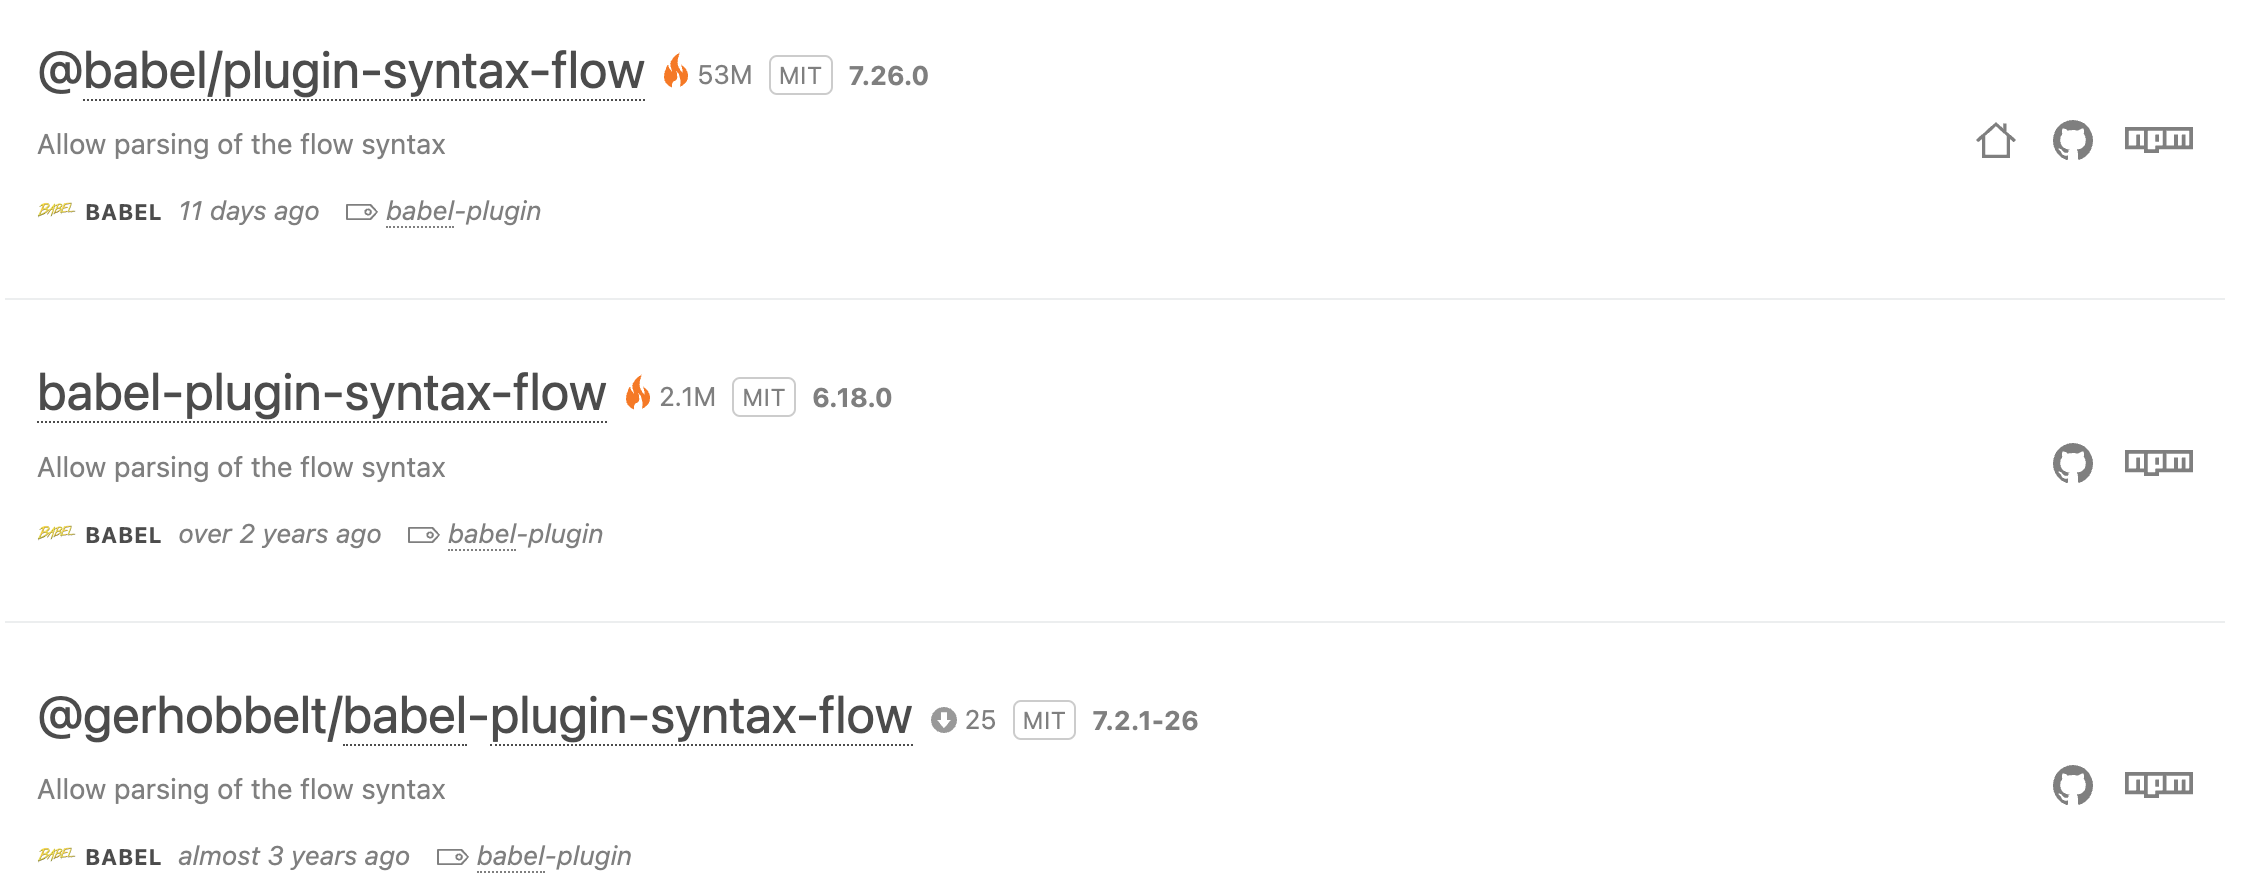 @babel/plugin-syntax-flow 53M MIT 7.26.0
Allow parsing of the flow syntax
BABEL BABEL 11 days ago babel-plugin
npm
babel-plugin-syntax-flow 2.1M MIT 6.18.0
Allow parsing of the flow syntax
BABEL BABEL over 2 years ago babel-plugin
npm
@gerhobbelt/babel-plugin-syntax-flow 25 MIT 7.2.1-26
Allow parsing of the flow syntax
BABEL BABEL almost 3 years ago babel-plugin
npm